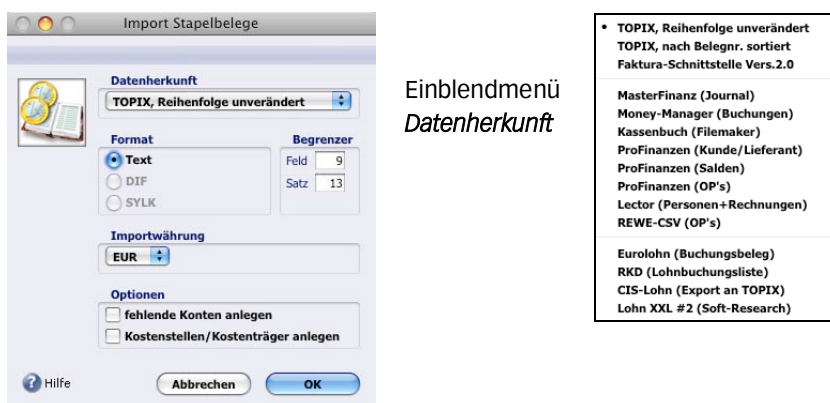 Import Stapelbelege
Datenherkunft
TOPIX, Reihenfolge unverändert
Format
Text
DIF
SYLK
Begrenzer
Feld 9
Satz 13
Importwährung
EUR
Optionen
fehlende Konten anlegen
Kostenstellen/Kostenträger anlegen
Hilfe
Abbrechen
OK
Einblendmenü
Datenherkunft
• TOPIX, Reihenfolge unverändert
TOPIX, nach Belegnr. sortiert
Faktura-Schnittstelle Vers.2.0
MasterFinanz (Journal)
Money-Manager (Buchungen)
Kassenbuch (Filemaker)
ProFinanzen (Kunde/Lieferant)
ProFinanzen (Salden)
ProFinanzen (OP's)
Lector (Personen+Rechnungen)
REWE-CSV (OP's)
Eurolohn (Buchungsbeleg)
RKD (Lohnbuchungsliste)
CIS-Lohn (Export an TOPIX)
Lohn XXL #2 (Soft-Research)